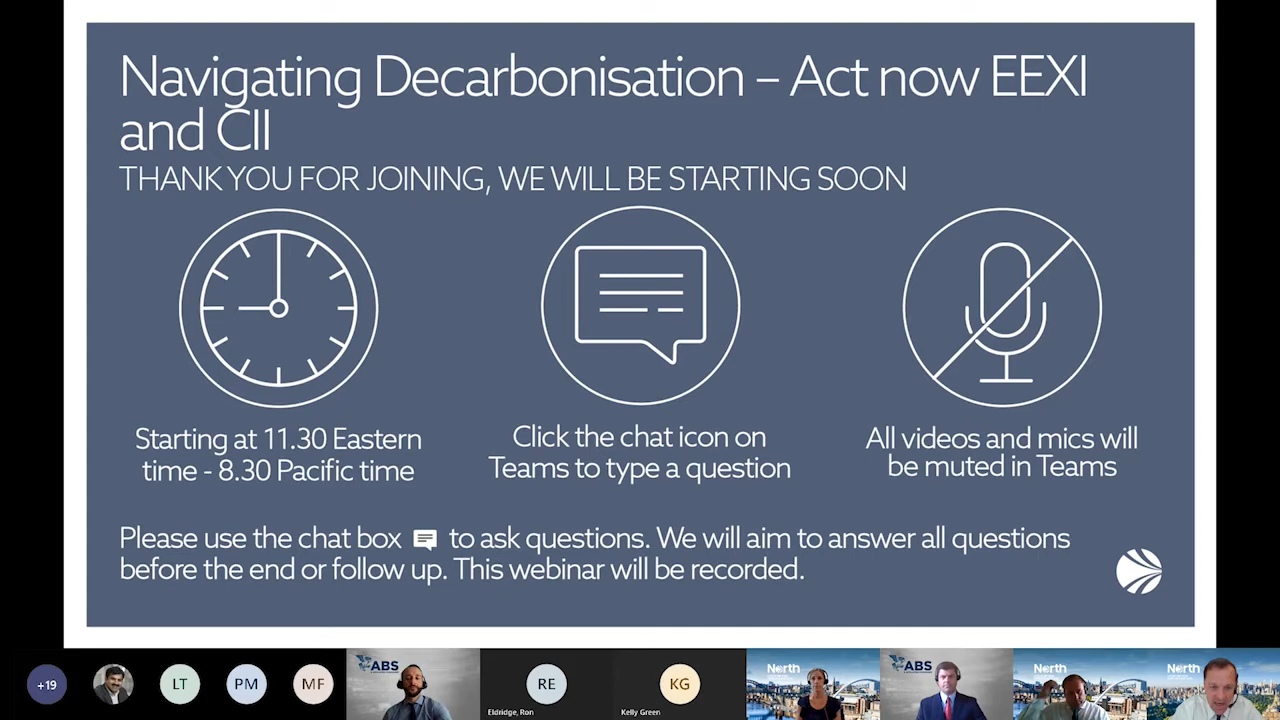 Navigating Decarbonisation – Act now EEXI
and CII
THANK YOU FOR JOINING, WE WILL BE STARTING SOON
Starting at 11.30 Eastern
time - 8.30 Pacific time
Click the chat icon on
Teams to type a question
All videos and mics will
be muted in Teams
Please use the chat box to ask questions. We will aim to answer all questions
before the end or follow up. This webinar will be recorded.
+19
LT
PM
MF
ABS
RE
Eldridge, Ron
KG
Kelly Green
North
ABS
North
North